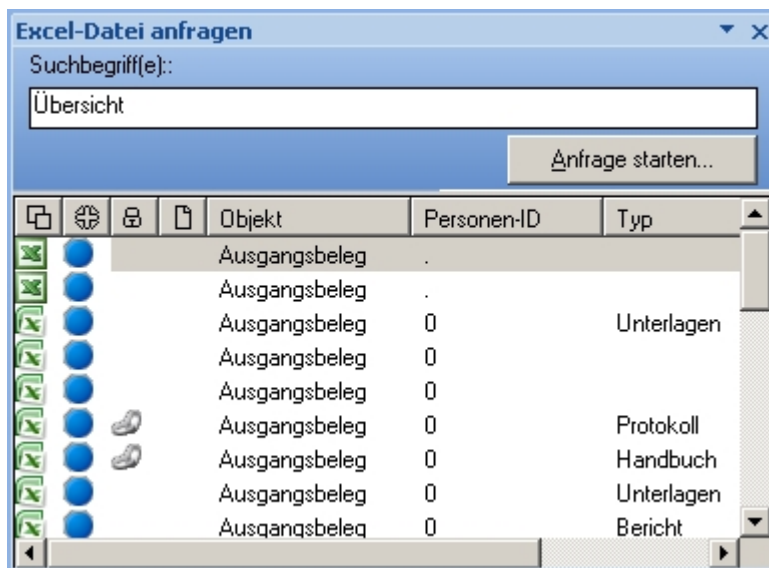 Excel-Datei anfragen
Suchbegriff(e)::
Übersicht
Anfrage starten...
Objekt Personen-ID Typ
Ausgangsbeleg .
Ausgangsbeleg .
Ausgangsbeleg 0 Unterlagen
Ausgangsbeleg 0
Ausgangsbeleg 0
Ausgangsbeleg 0 Protokoll
Ausgangsbeleg 0 Handbuch
Ausgangsbeleg 0 Unterlagen
Ausgangsbeleg 0 Bericht